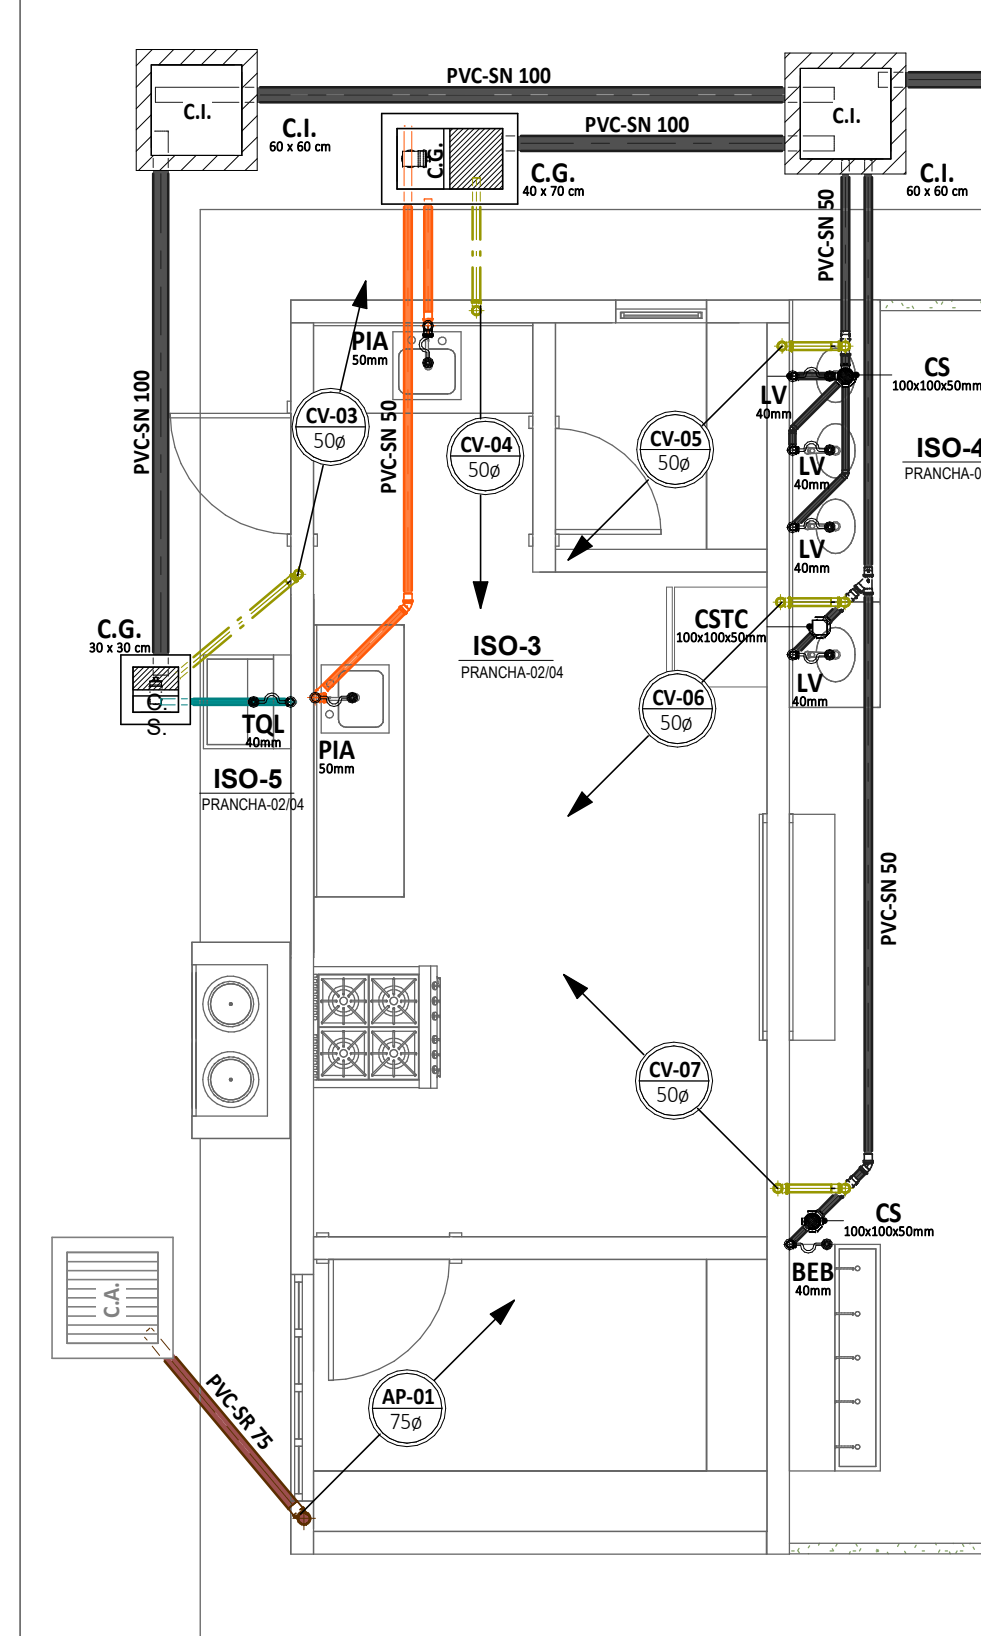 PVC-SN 100
C.I.
C.I.
60 x 60 cm
C.G.
PVC-SN 100
C.G.
40 x 70 cm
C.I.
C.I.
60 x 60 cm
PVC-SN 50
PVC-SN 100
PIA
50mm
PVC-SN 50
CV-03
50ø
CV-04
50ø
CV-05
50ø
LV
40mm
CS
100x100x50mm
ISO-4
PRANCHA-0
LV
40mm
LV
40mm
C.G.
30 x 30 cm
C.
S.
ISO-3
PRANCHA-02/04
CSTC
100x100x50mm
LV
40mm
CV-06
50ø
TQL
40mm
PIA
50mm
ISO-5
PRANCHA-02/04
PVC-SN 50
CV-07
50ø
CS
100x100x50mm
BEB
40mm
C.A.
PVC-SR 75
AP-01
75ø